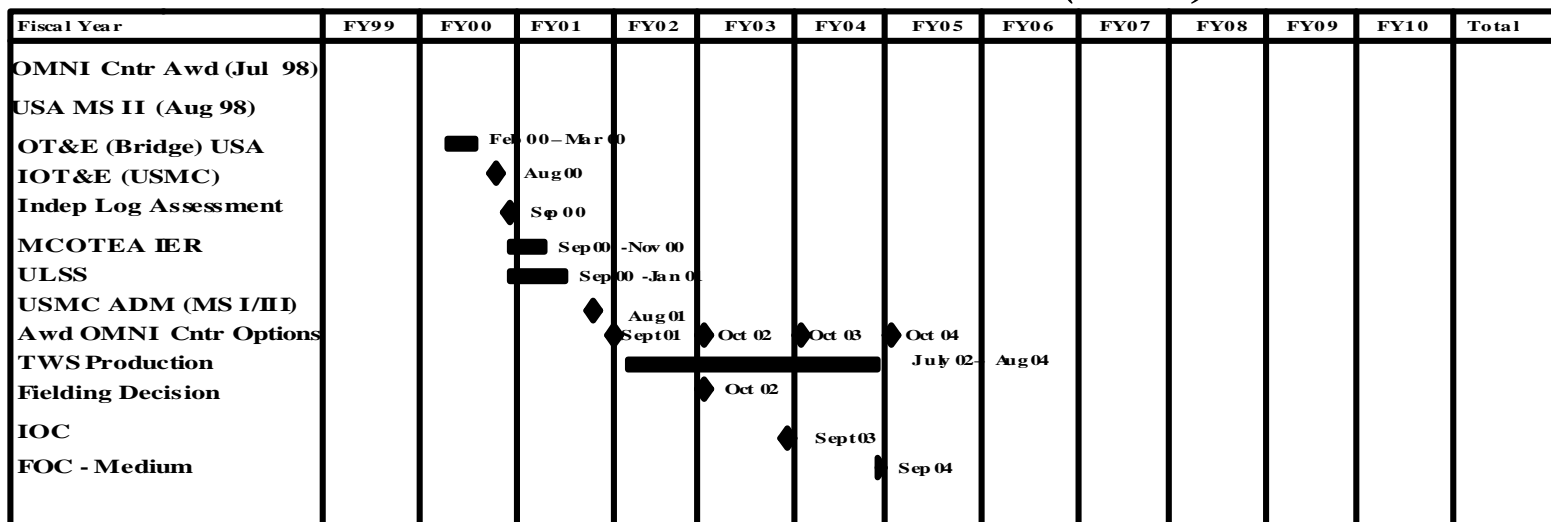 Fiscal Year FY99 FY00 FY01 FY02 FY03 FY04 FY05 FY06 FY07 FY08 FY09 FY10 Total
OMNI Cntr Awd (Jul 98)
USA MS II (Aug 98)
OT&E (Bridge) USA Feb 00 – Mar 00
IOT&E (USMC) Aug 00
Indep Log Assessment Sep 00
MCOTEA IER Sep 00 - Nov 00
ULSS Sep 00 - Jan 01
USMC ADM (MS I/III) Aug 01
Awd OMNI Cntr Options Sept 01 Oct 02 Oct 03 Oct 04
TWS Production July 02 – Aug 04
Fielding Decision Oct 02
IOC Sept 03
FOC - Medium Sep 04